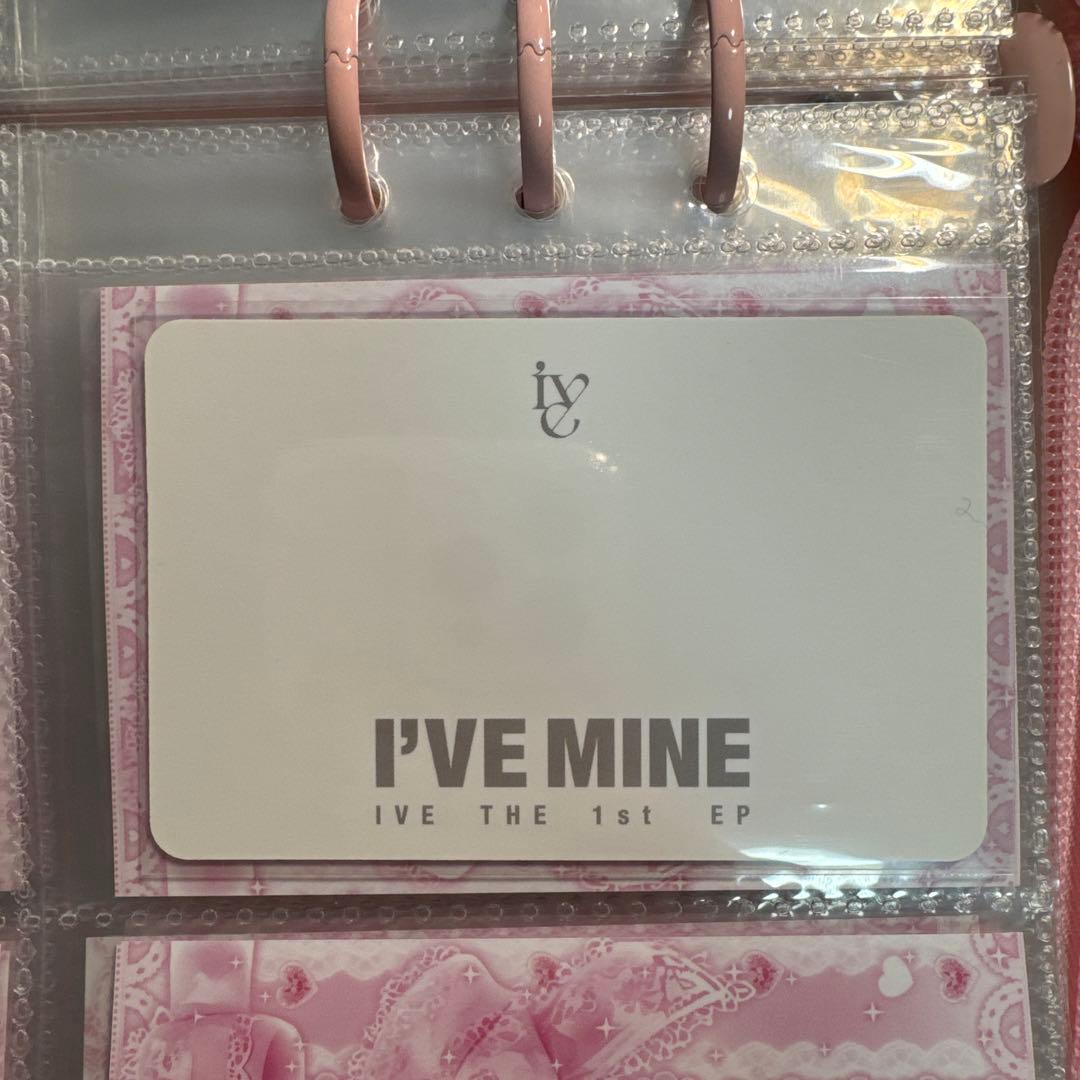 ive
I'VE MINE
IVE THE 1st EP
2